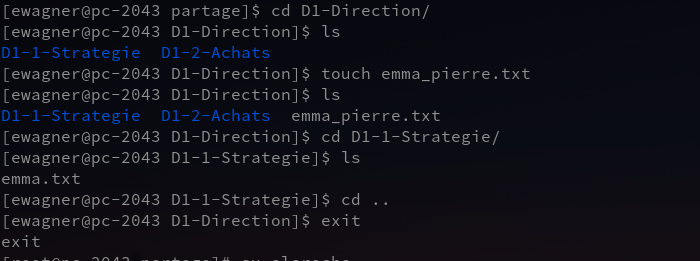 [ewagner@pc-2043 partage]$ cd D1-Direction/
[ewagner@pc-2043 D1-Direction]$ ls
D1-1-Strategie  D1-2-Achats
[ewagner@pc-2043 D1-Direction]$ touch emma_pierre.txt
[ewagner@pc-2043 D1-Direction]$ ls
D1-1-Strategie  D1-2-Achats  emma_pierre.txt
[ewagner@pc-2043 D1-Direction]$ cd D1-1-Strategie/
[ewagner@pc-2043 D1-1-Strategie]$ ls
emma.txt
[ewagner@pc-2043 D1-1-Strategie]$ cd ..
[ewagner@pc-2043 D1-Direction]$ exit
exit